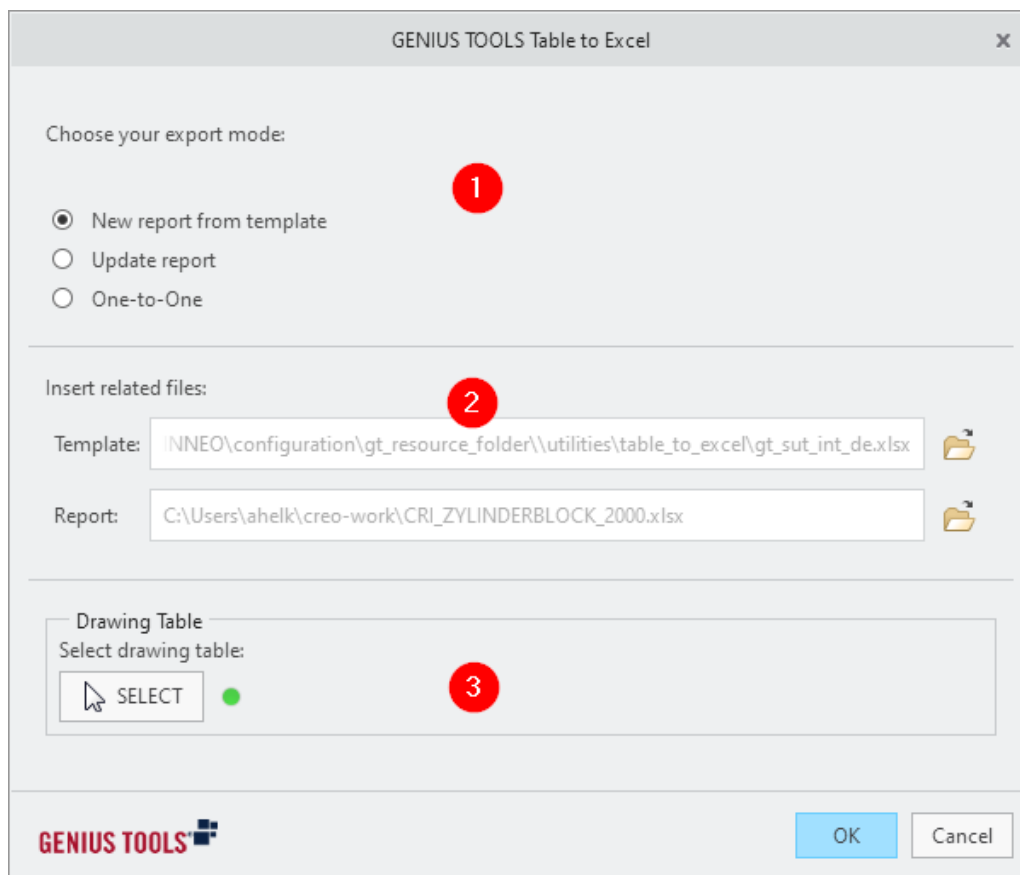 GENIUS TOOLS Table to Excel
Choose your export mode:
1
New report from template
Update report
One-to-One
Insert related files:
2
Template: NNEO\configuration\gt_resource_folder\\utilities\table_to_excel\gt_sut_int_de.xlsx
Report: C:\Users\ahelk\creo-work\CRI_ZYLINDERBLOCK_2000.xlsx
Drawing Table
Select drawing table:
SELECT
3
GENIUS TOOLS
OK Cancel